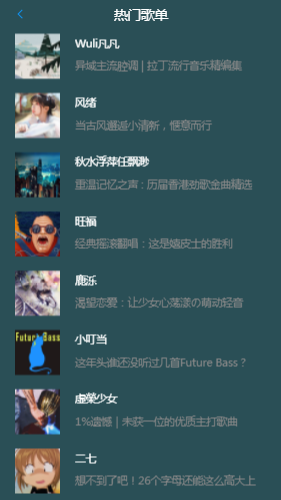 热门歌单
Wuli凡凡
异域主流腔调 | 拉丁流行音乐精编集
风绪
当古风邂逅小清新，惬意而行
秋水浮萍任飘渺
重温记忆之声：历届香港劲歌金曲精选
旺福
经典摇滚翻唱：这是嬉皮士的胜利
鹿泺
渴望恋爱：让少女心荡漾の萌动轻音
Future Bass
小叮当
这年头谁还没听过几首Future Bass？
虚荣少女
1%遗憾 | 未获一位的优质主打歌曲
二七
想不到了吧！26个字母还能这么高大上